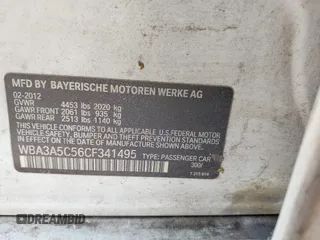 MFD BY BAYERISCHE MOTOREN WERKE AG
02-2012
GVWR 4453 lbs 2020 kg
GAWR FRONT 2061 lbs 935 kg
GAWR REAR 2513 lbs 1140 kg
THIS VEHICLE CONFORMS TO ALL APPLICABLE U.S. FEDERAL MOTOR
VEHICLE SAFETY, BUMPER, AND THEFT PREVENTION STANDARDS
IN EFFECT ON THE DATE OF MANUFACTURE SHOWN ABOVE.
WBA3A5C56CF341495 TYPE: PASSENGER CAR
DREAMBID